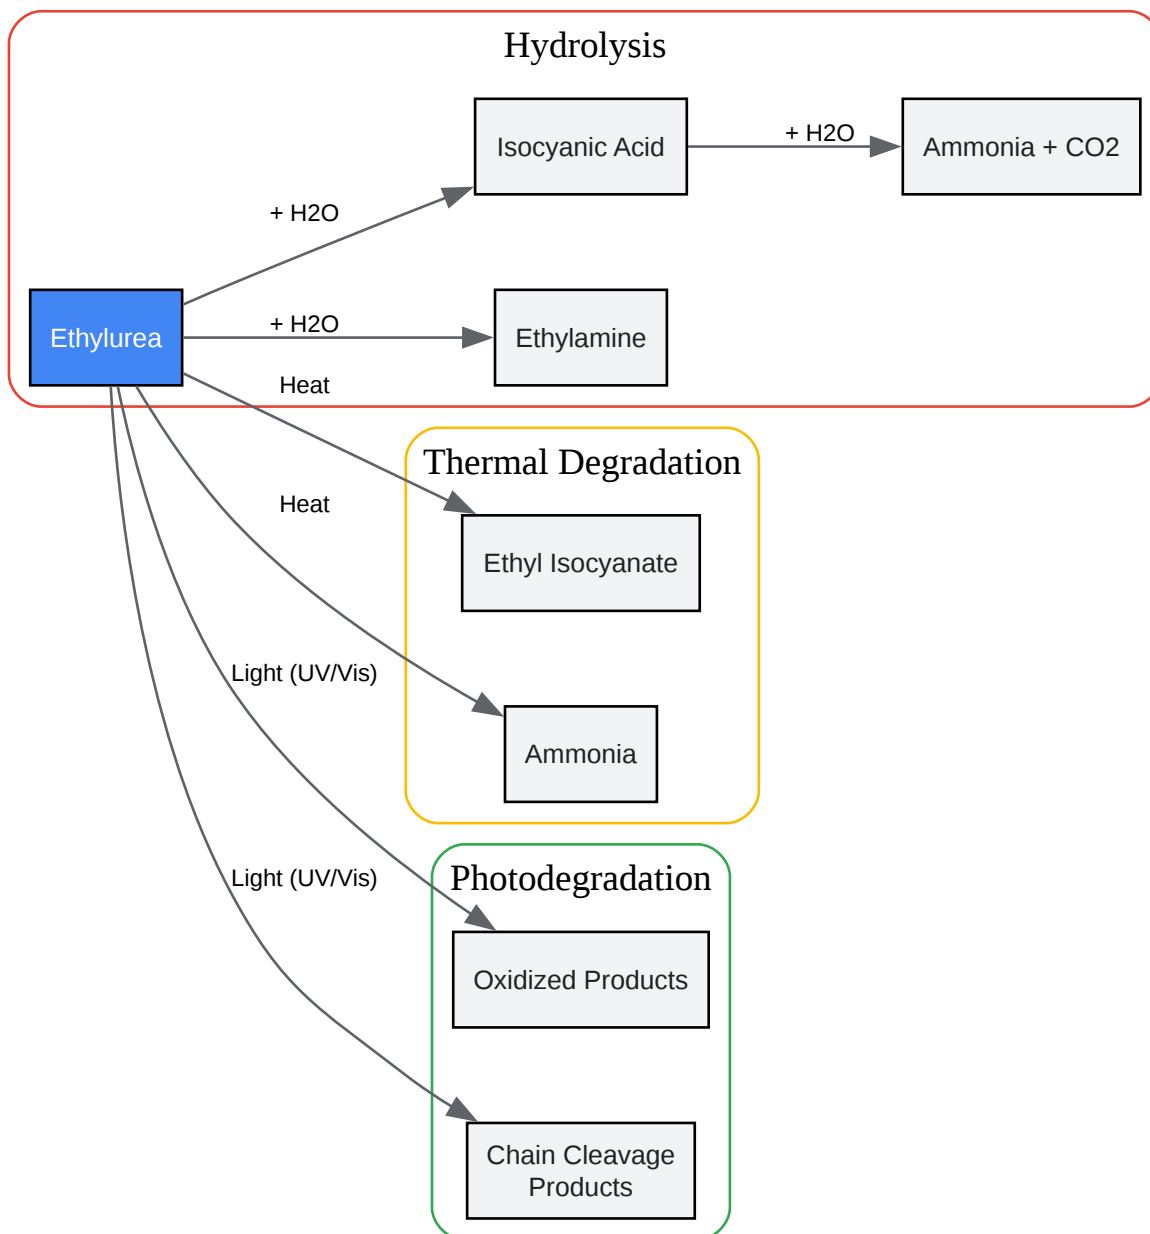 Hydrolysis
Isocyanic Acid
+ H2O
Ammonia + CO2
+ H2O
Ethylurea
+ H2O
Ethylamine
Heat
Thermal Degradation
Heat
Ethyl Isocyanate
Light (UV/Vis)
Ammonia
Light (UV/Vis)
Photodegradation
Oxidized Products
Chain Cleavage
Products